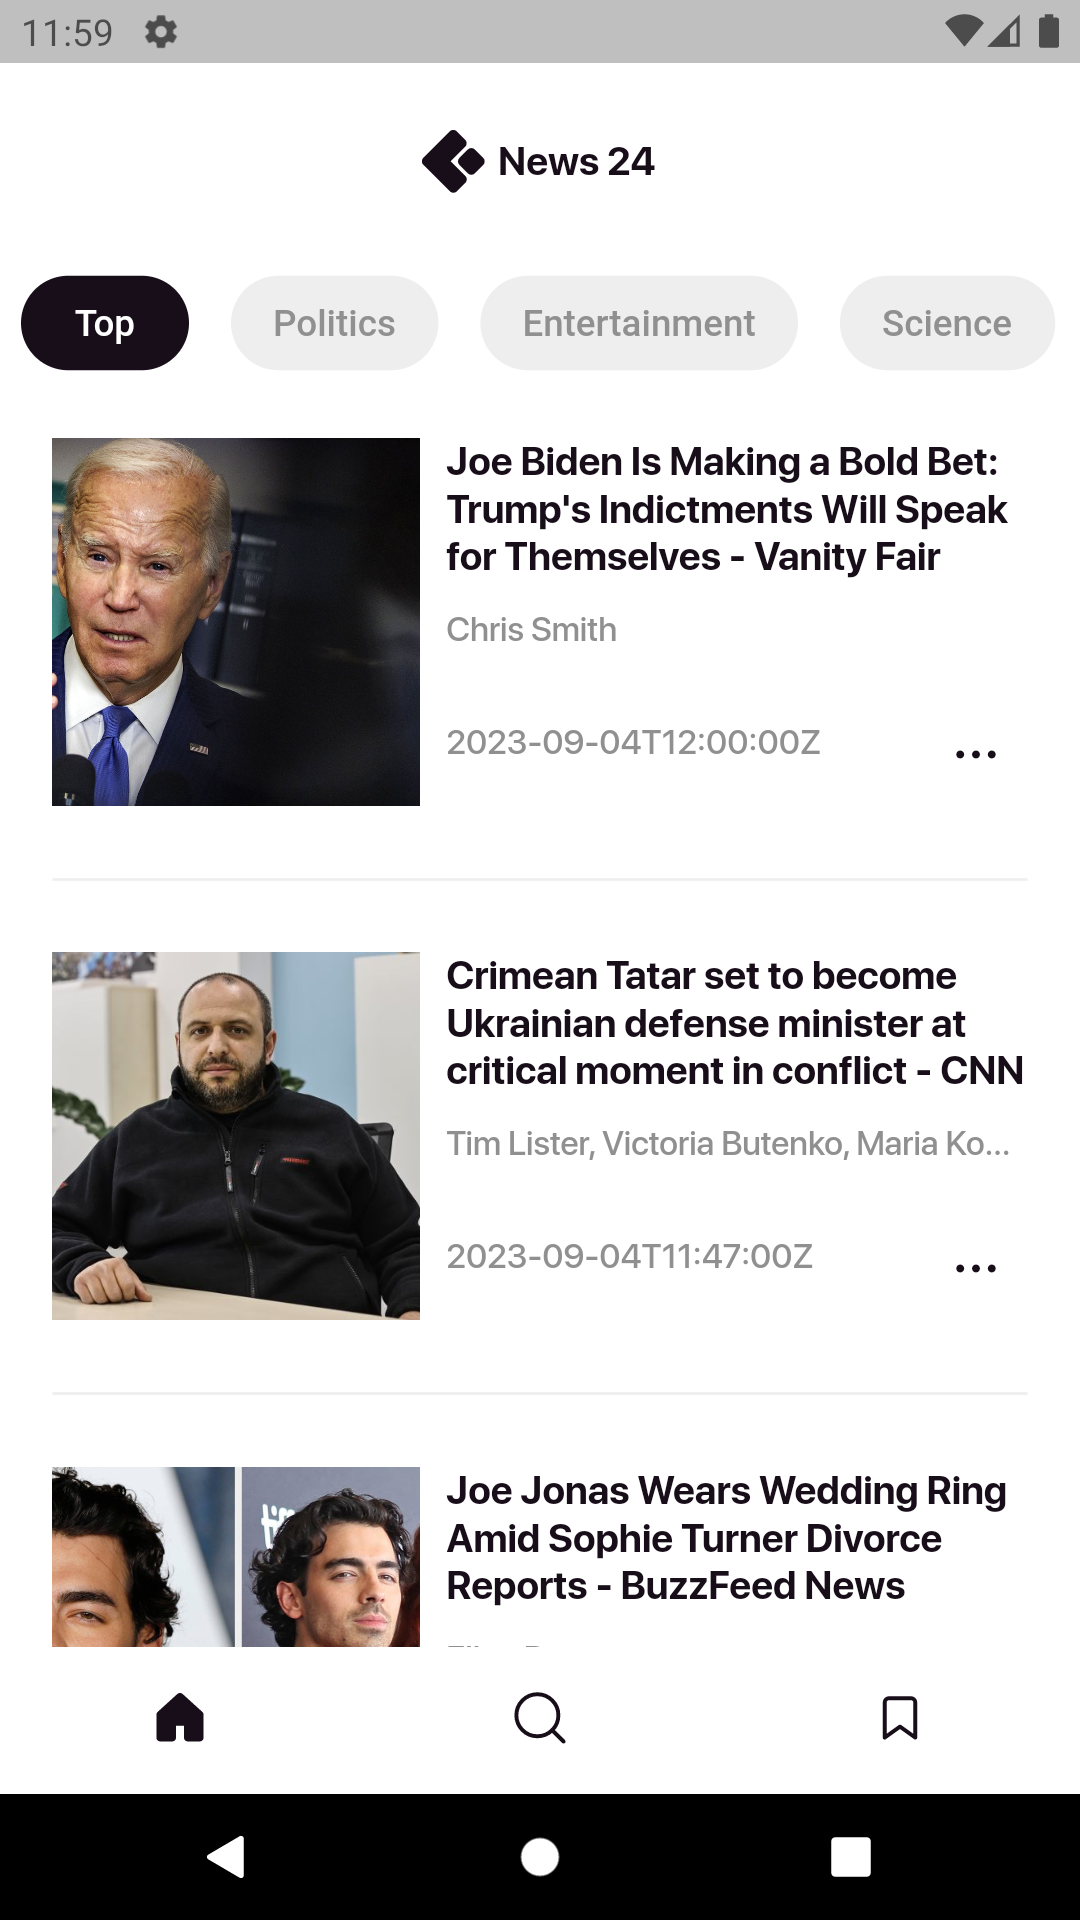 11:59
News 24
Top Politics Entertainment Science
Joe Biden Is Making a Bold Bet:
Trump's Indictments Will Speak
for Themselves - Vanity Fair
Chris Smith
2023-09-04T12:00:00Z
Crimean Tatar set to become
Ukrainian defense minister at
critical moment in conflict - CNN
Tim Lister, Victoria Butenko, Maria Ko...
2023-09-04T11:47:00Z
Joe Jonas Wears Wedding Ring
Amid Sophie Turner Divorce
Reports - BuzzFeed News